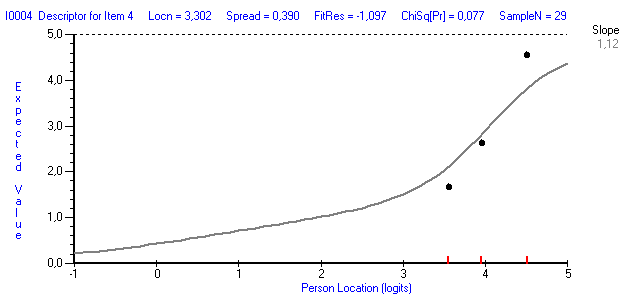 I0004 Descriptor for Item 4 Locn = 3,302 Spread = 0,390 FitRes = -1,097 ChiSq[Pr] = 0,077 SampleN = 29
Slope
1,12
5,0
4,0
3,0
2,0
1,0
0,0
Expected Value
-1 0 1 2 3 4 5
Person Location (logits)